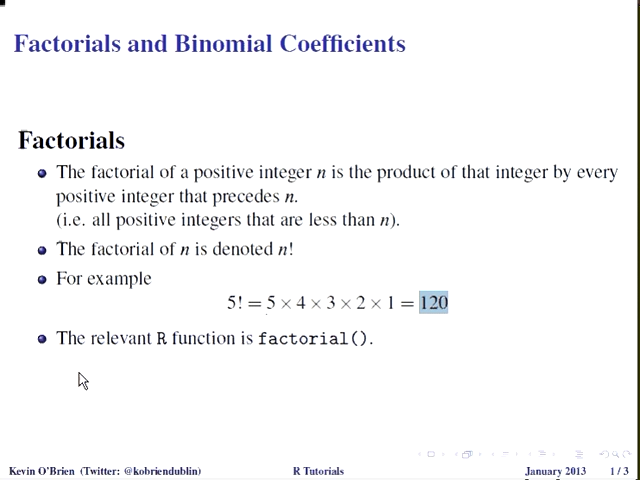 Factorials and Binomial Coefficients
Factorials
The factorial of a positive integer n is the product of that integer by every
positive integer that precedes n.
(i.e. all positive integers that are less than n).
The factorial of n is denoted n!
For example
5! = 5 × 4 × 3 × 2 × 1 = 120
The relevant R function is factorial().
Kevin O'Brien (Twitter: @kobriendublin) R Tutorials January 2013 1 / 3